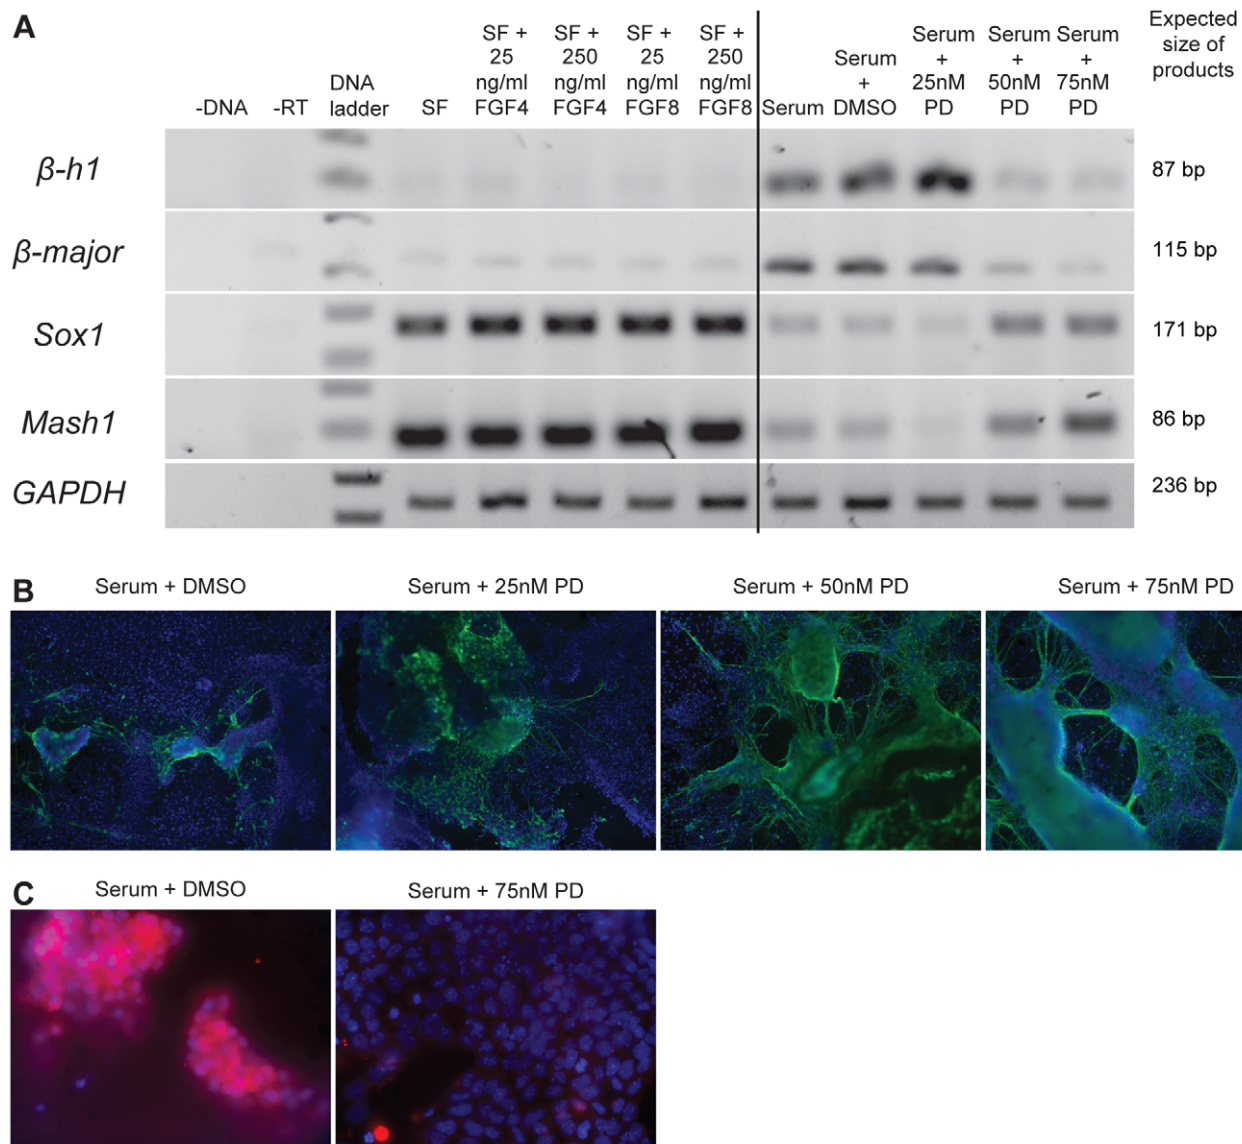 A
-DNA
-RT
DNA
ladder
SF
SF +
25
ng/ml
FGF4
SF +
250
ng/ml
FGF4
SF +
25
ng/ml
FGF8
SF +
250
ng/ml
FGF8
Serum
Serum
+
DMSO
Serum
+
25nM
PD
Serum
+
50nM
PD
Serum
+
75nM
PD
Expected
size of
products
β-h1
87 bp
β-major
115 bp
Sox1
171 bp
Mash1
86 bp
GAPDH
236 bp
B
Serum + DMSO
Serum + 25nM PD
Serum + 50nM PD
Serum + 75nM PD
C
Serum + DMSO
Serum + 75nM PD